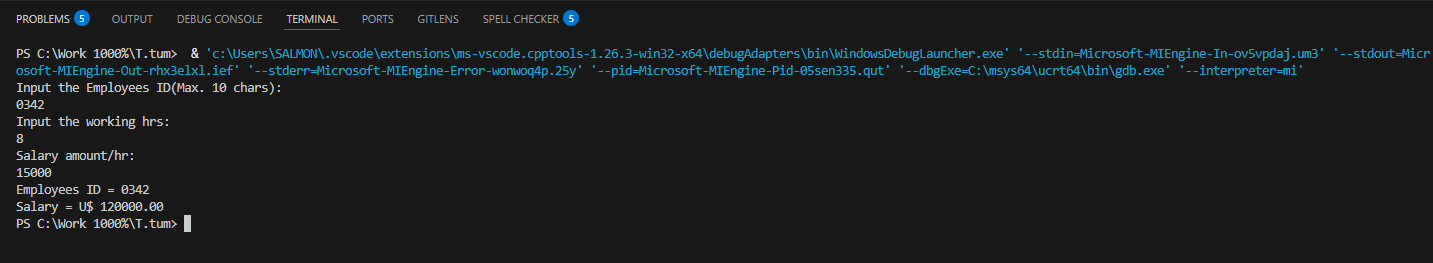 PROBLEMS 5 OUTPUT DEBUG CONSOLE TERMINAL PORTS GITLENS SPELL CHECKER 5
PS C:\Work 1000%\T.tum>  & 'c:\Users\SALMON\.vscode\extensions\ms-vscode.cpptools-1.26.3-win32-x64\debugAdapters\bin\WindowsDebugLauncher.exe' '--stdin=Microsoft-MIEngine-In-ov5vpdaj.um3' '--stdout=Micr
osoft-MIEngine-Out-rhx3elxl.ief' '--stderr=Microsoft-MIEngine-Error-wonwoq4p.25y' '--pid=Microsoft-MIEngine-Pid-05sen335.qut' '--dbgExe=C:\msys64\ucrt64\bin\gdb.exe' '--interpreter=mi'
Input the Employees ID(Max. 10 chars):
0342
Input the working hrs:
8
Salary amount/hr:
15000
Employees ID = 0342
Salary = U$ 120000.00
PS C:\Work 1000%\T.tum>